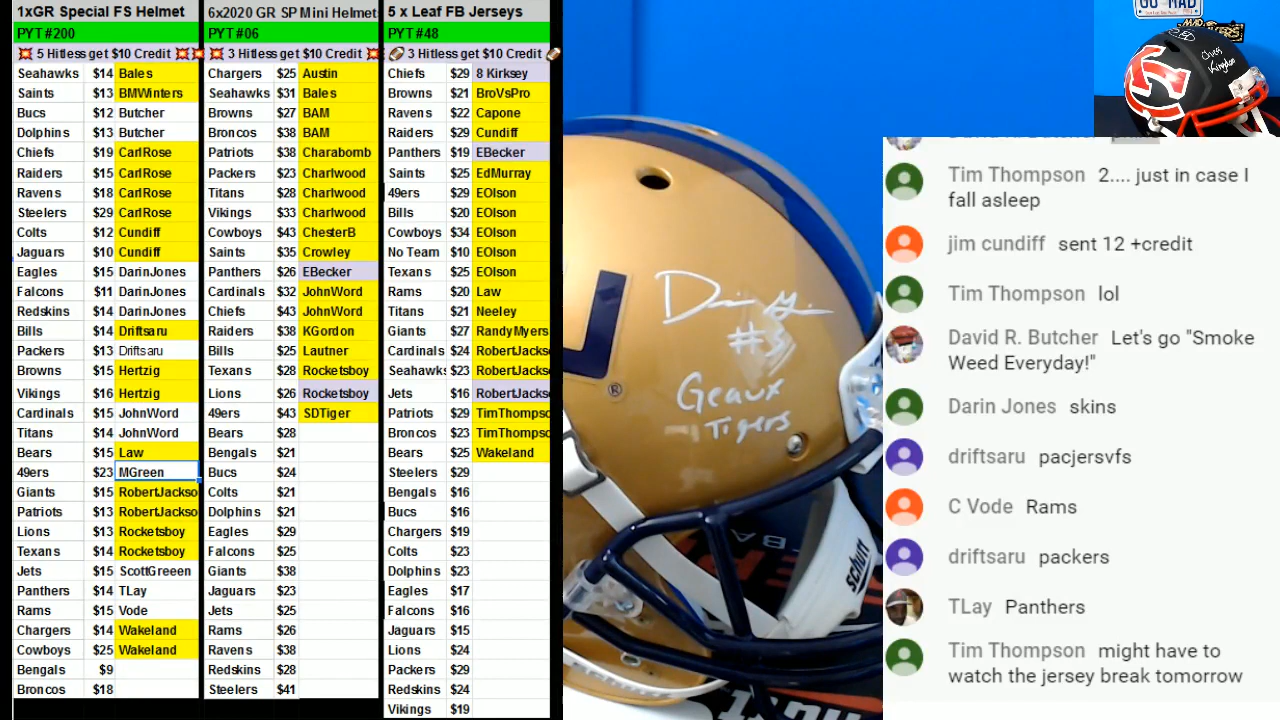 1xGR Special FS Helmet
PYT #200
💥 5 Hitless get $10 Credit 💥💥
Seahawks $14 Bales
Saints $13 BMWinters
Bucs $12 Butcher
Dolphins $13 Butcher
Chiefs $19 CarlRose
Raiders $15 CarlRose
Ravens $18 CarlRose
Steelers $29 CarlRose
Colts $12 Cundiff
Jaguars $10 Cundiff
Eagles $15 DarinJones
Falcons $11 DarinJones
Redskins $14 DarinJones
Bills $14 Driftsaru
Packers $13 Driftsaru
Browns $15 Hertzig
Vikings $16 Hertzig
Cardinals $15 JohnWord
Titans $14 JohnWord
Bears $15 Law
49ers $23 MGreen
Giants $15 RobertJackso
Patriots $13 RobertJackso
Lions $13 Rocketsboy
Texans $14 Rocketsboy
Jets $15 ScottGreeen
Panthers $14 TLay
Rams $15 Vode
Chargers $14 Wakeland
Cowboys $25 Wakeland
Bengals $9
Broncos $18
6x2020 GR SP Mini Helmet
PYT #06
💥 3 Hitless get $10 Credit 💥
Chargers $25 Austin
Seahawks $31 Bales
Browns $27 BAM
Broncos $38 BAM
Patriots $38 Charabomb
Packers $23 Charlwood
Titans $28 Charlwood
Vikings $33 Charlwood
Cowboys $43 ChesterB
Saints $35 Crowley
Panthers $26 EBecker
Cardinals $32 JohnWord
Chiefs $43 JohnWord
Raiders $38 KGordon
Bills $25 Lautner
Texans $28 Rocketsboy
Lions $26 Rocketsboy
49ers $43 SDTiger
Bears $28
Bengals $21
Bucs $24
Colts $21
Dolphins $21
Eagles $29
Falcons $25
Giants $38
Jaguars $23
Jets $25
Rams $26
Ravens $38
Redskins $28
Steelers $41
5 x Leaf FB Jerseys
PYT #48
🏈 3 Hitless get $10 Credit 🏈
Chiefs $29 8 Kirksey
Browns $21 BroVsPro
Ravens $22 Capone
Raiders $29 Cundiff
Panthers $19 EBecker
Saints $25 EdMurray
49ers $29 EOlson
Bills $20 EOlson
Cowboys $34 EOlson
No Team $10 EOlson
Texans $25 EOlson
Rams $20 Law
Titans $21 Neeley
Giants $27 RandyMyers
Cardinals $24 RobertJacks
Seahawks $23 RobertJacks
Jets $16 RobertJacks
Patriots $29 TimThomps
Broncos $23 TimThomps
Bears $25 Wakeland
Steelers $29
Bengals $16
Bucs $16
Chargers $19
Colts $23
Dolphins $23
Eagles $17
Falcons $16
Jaguars $15
Lions $24
Packers $29
Redskins $24
Vikings $19
#3
Geaux
Tigers
®
schutt
GO MAD
Chiefs
Kingdom
Tim Thompson 2.... just in case I
fall asleep
jim cundiff sent 12 +credit
Tim Thompson lol
David R. Butcher Let's go "Smoke
Weed Everyday!"
Darin Jones skins
driftsaru pacjersvfs
C Vode Rams
driftsaru packers
TLay Panthers
Tim Thompson might have to
watch the jersey break tomorrow